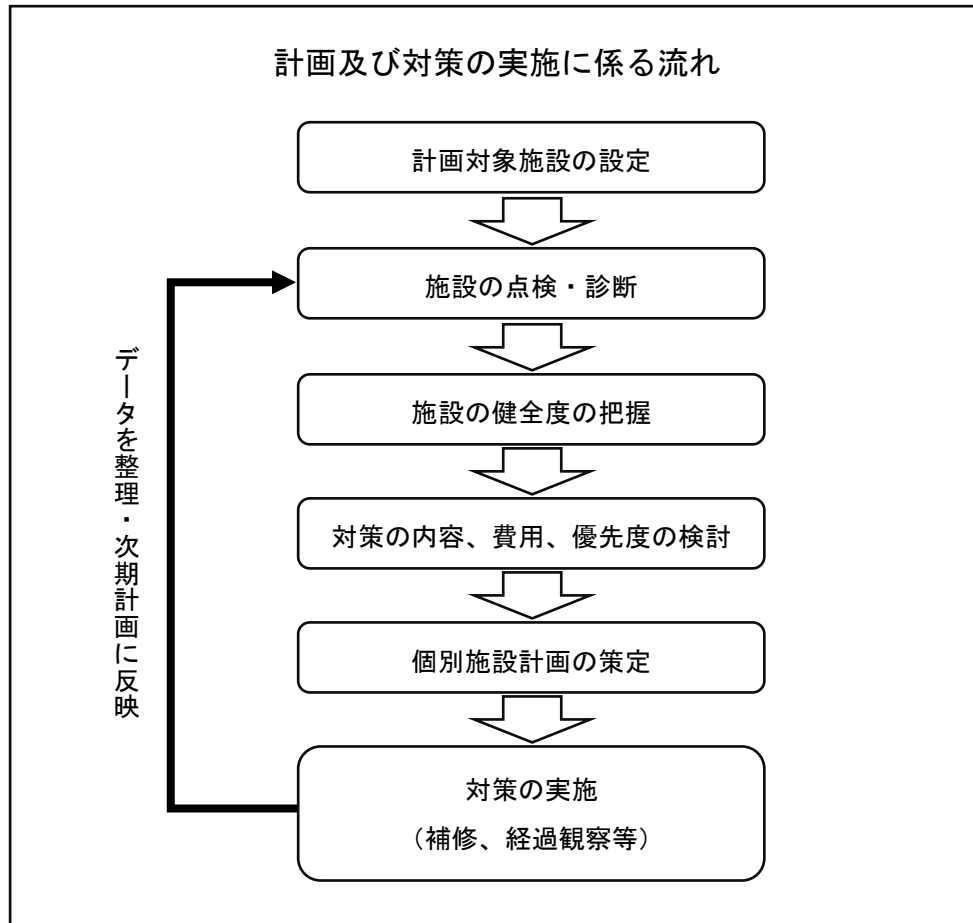 計画及び対策の実施に係る流れ
計画対象施設の設定
施設の点検・診断
施設の健全度の把握
対策の内容、費用、優先度の検討
個別施設計画の策定
対策の実施
（補修、経過観察等）
データを整理・次期計画に反映